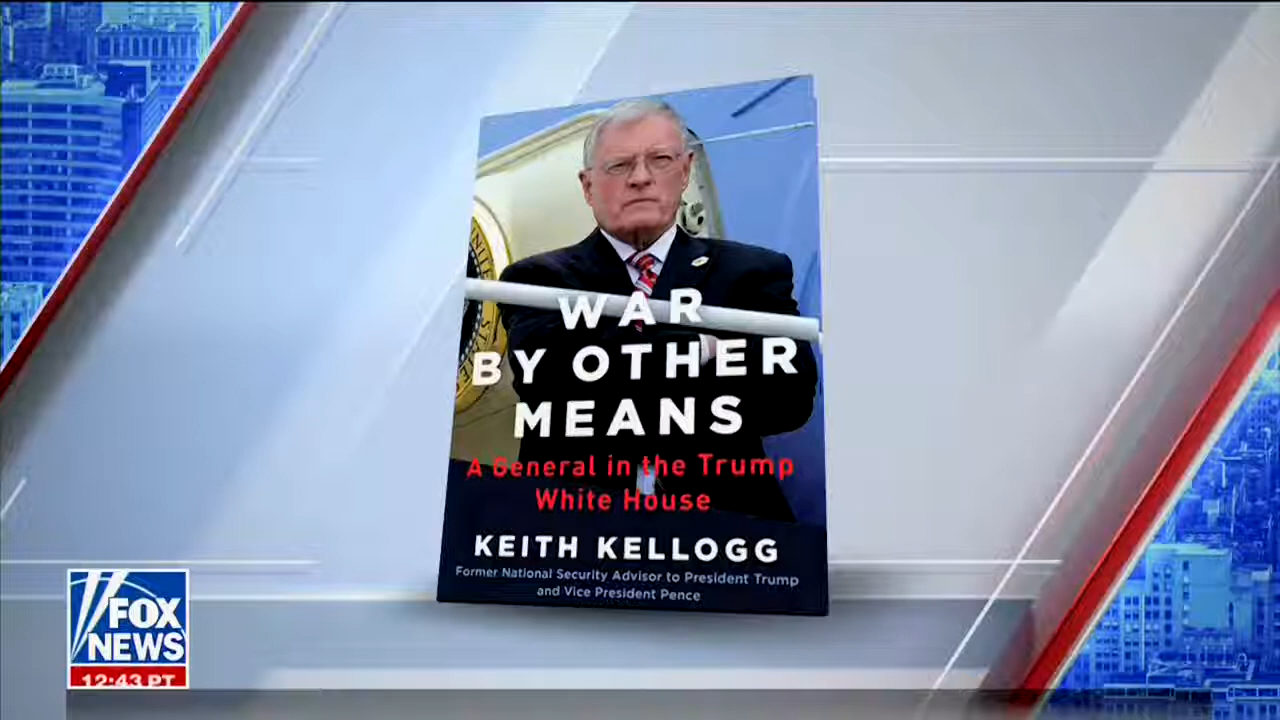 WAR
BY OTHER
MEANS
A General in the Trump
White House
KEITH KELLOGG
Former National Security Advisor to President Trump
and Vice President Pence
FOX
NEWS
12:43 PT